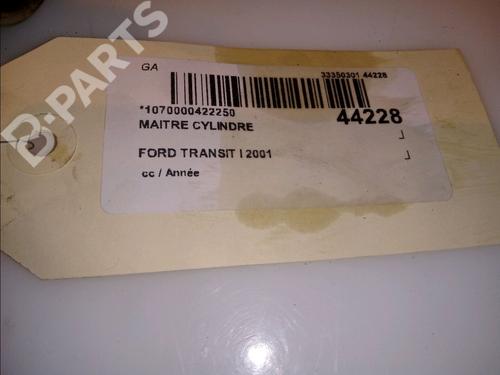 B-PARTS
GA
33350301 44228
*1070000422250
44228
MAITRE CYLINDRE
FORD TRANSIT I 2001
cc / Année